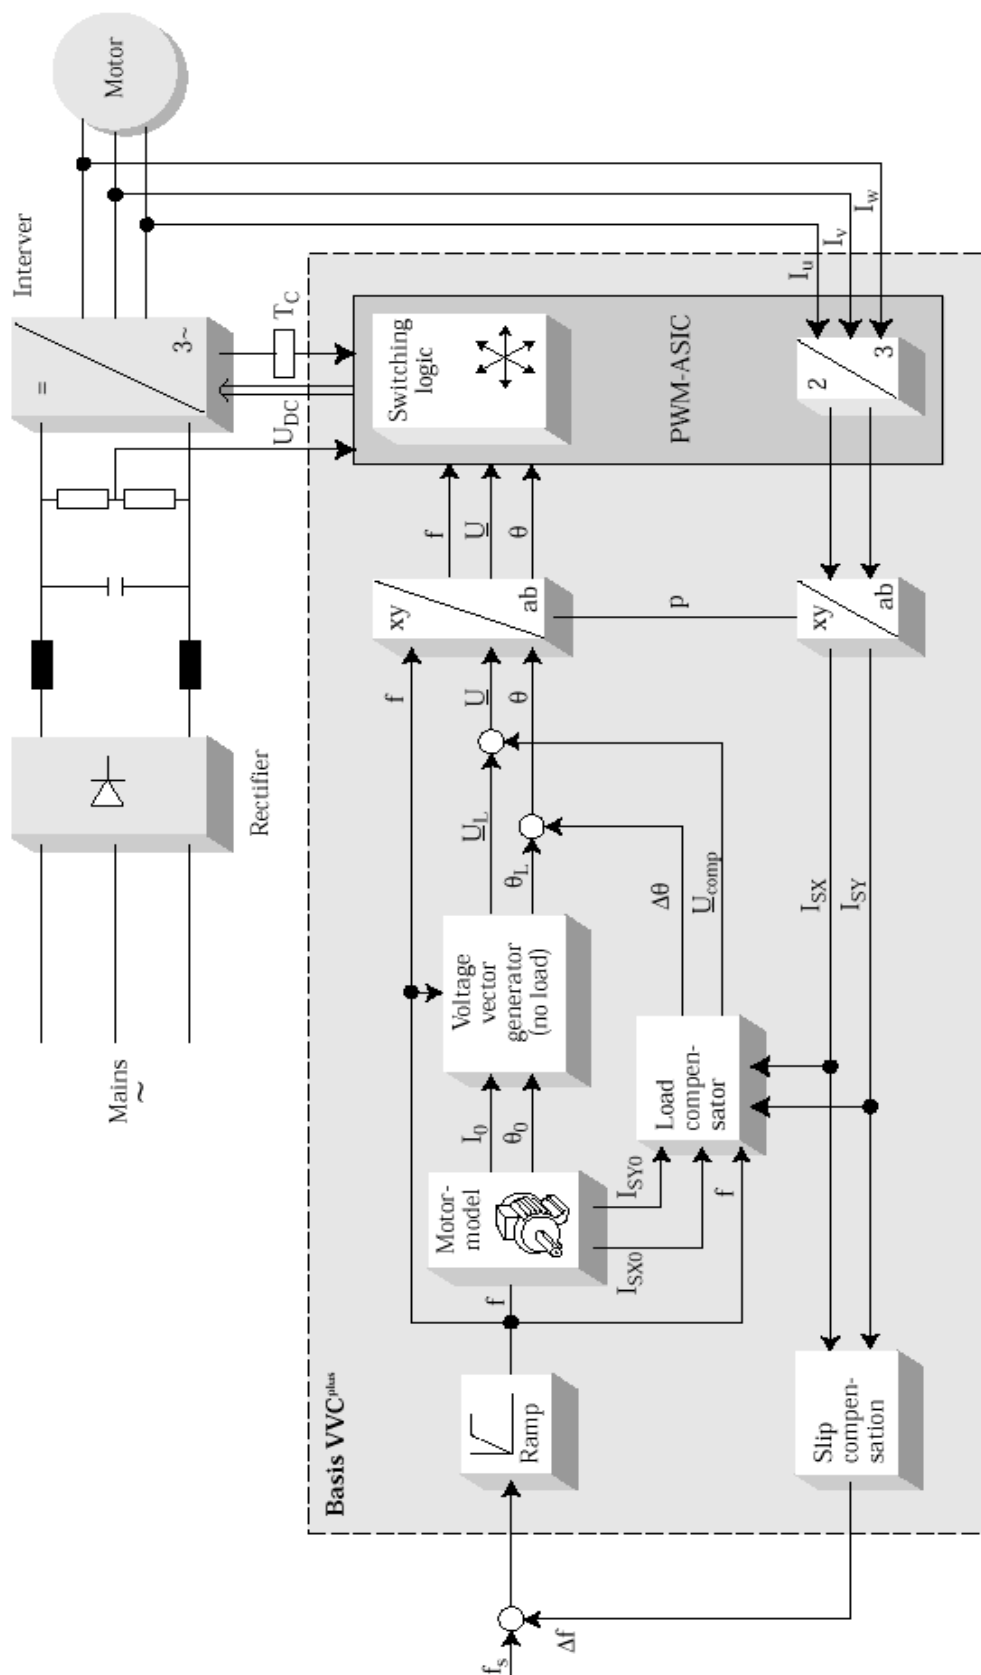 Mains
~
Rectifier
Interver
=
3~
Motor
U_DC
T_C
Basis VVCplus
f_s
Δf
Ramp
f
Motor-
model
I_0
θ_0
I_SX0
I_SY0
f
Voltage
vector
generator
(no load)
U_L
θ_L
Load
compen-
sator
Δθ
U_comp
f
U
θ
xy
ab
f
U
θ
p
Switching
logic
PWM-ASIC
2
3
I_u
I_v
I_w
xy
ab
I_SX
I_SY
Slip
compen-
sation